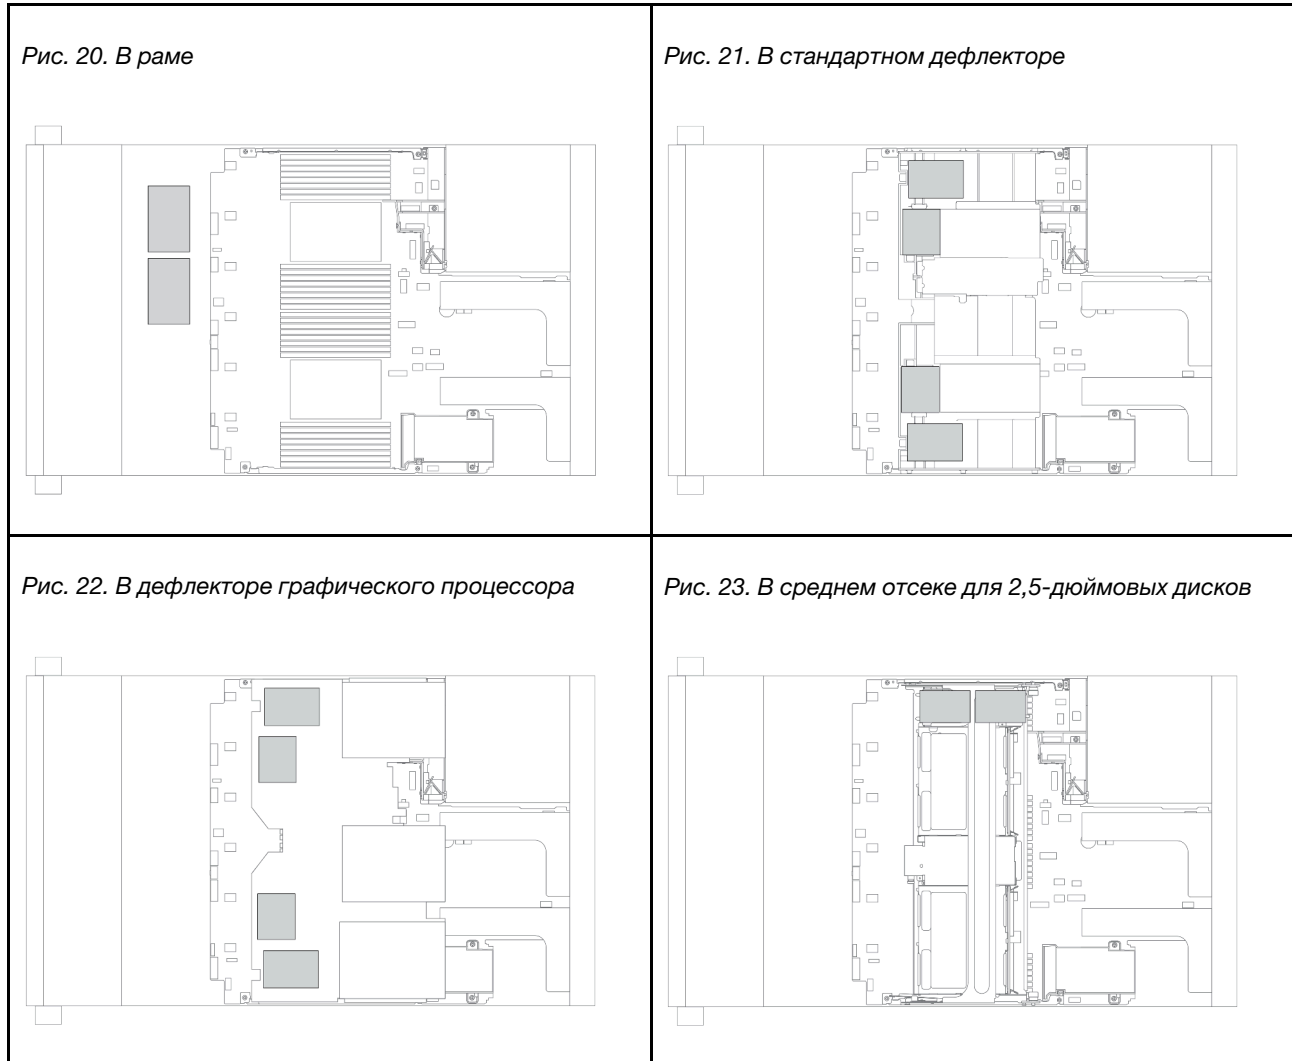 Рис. 20. В раме
Рис. 21. В стандартном дефлекторе
Рис. 22. В дефлекторе графического процессора
Рис. 23. В среднем отсеке для 2,5-дюймовых дисков